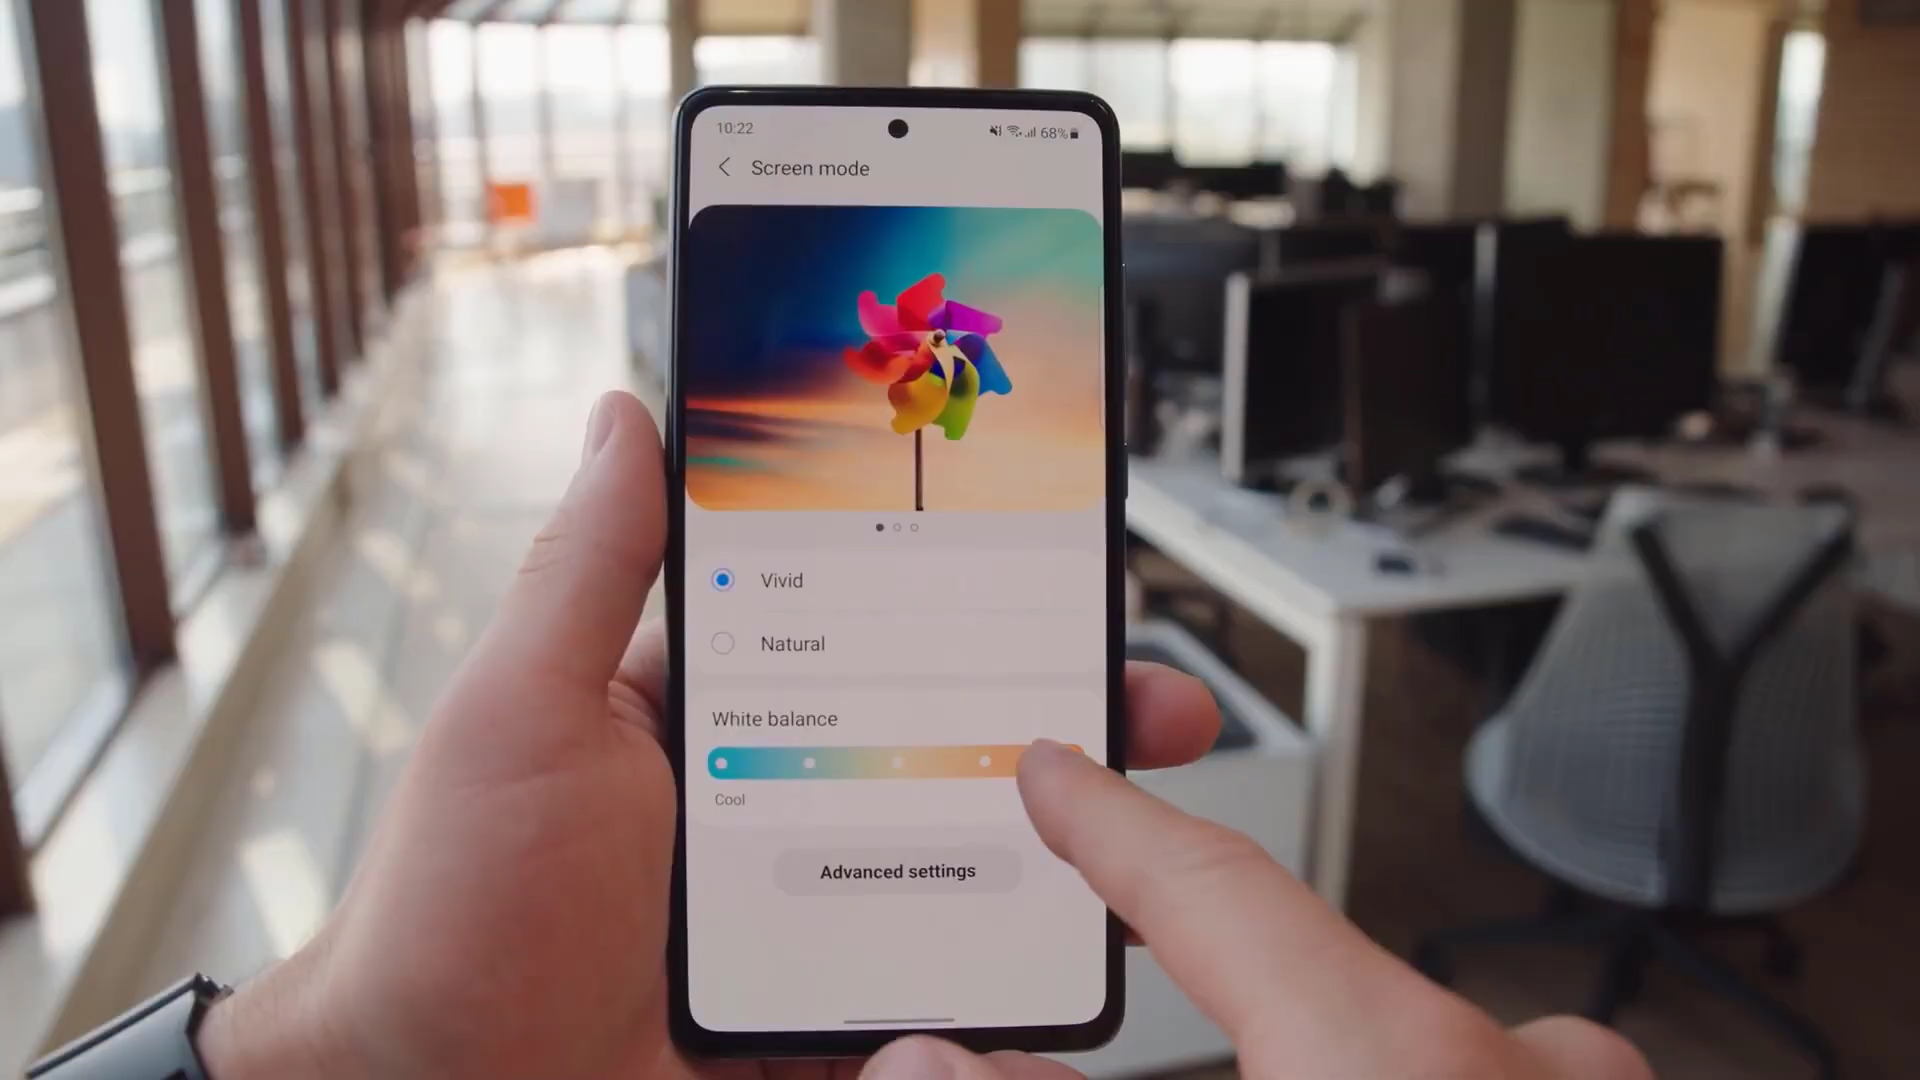 10:22
68%
Screen mode
Vivid
Natural
White balance
Cool
Advanced settings